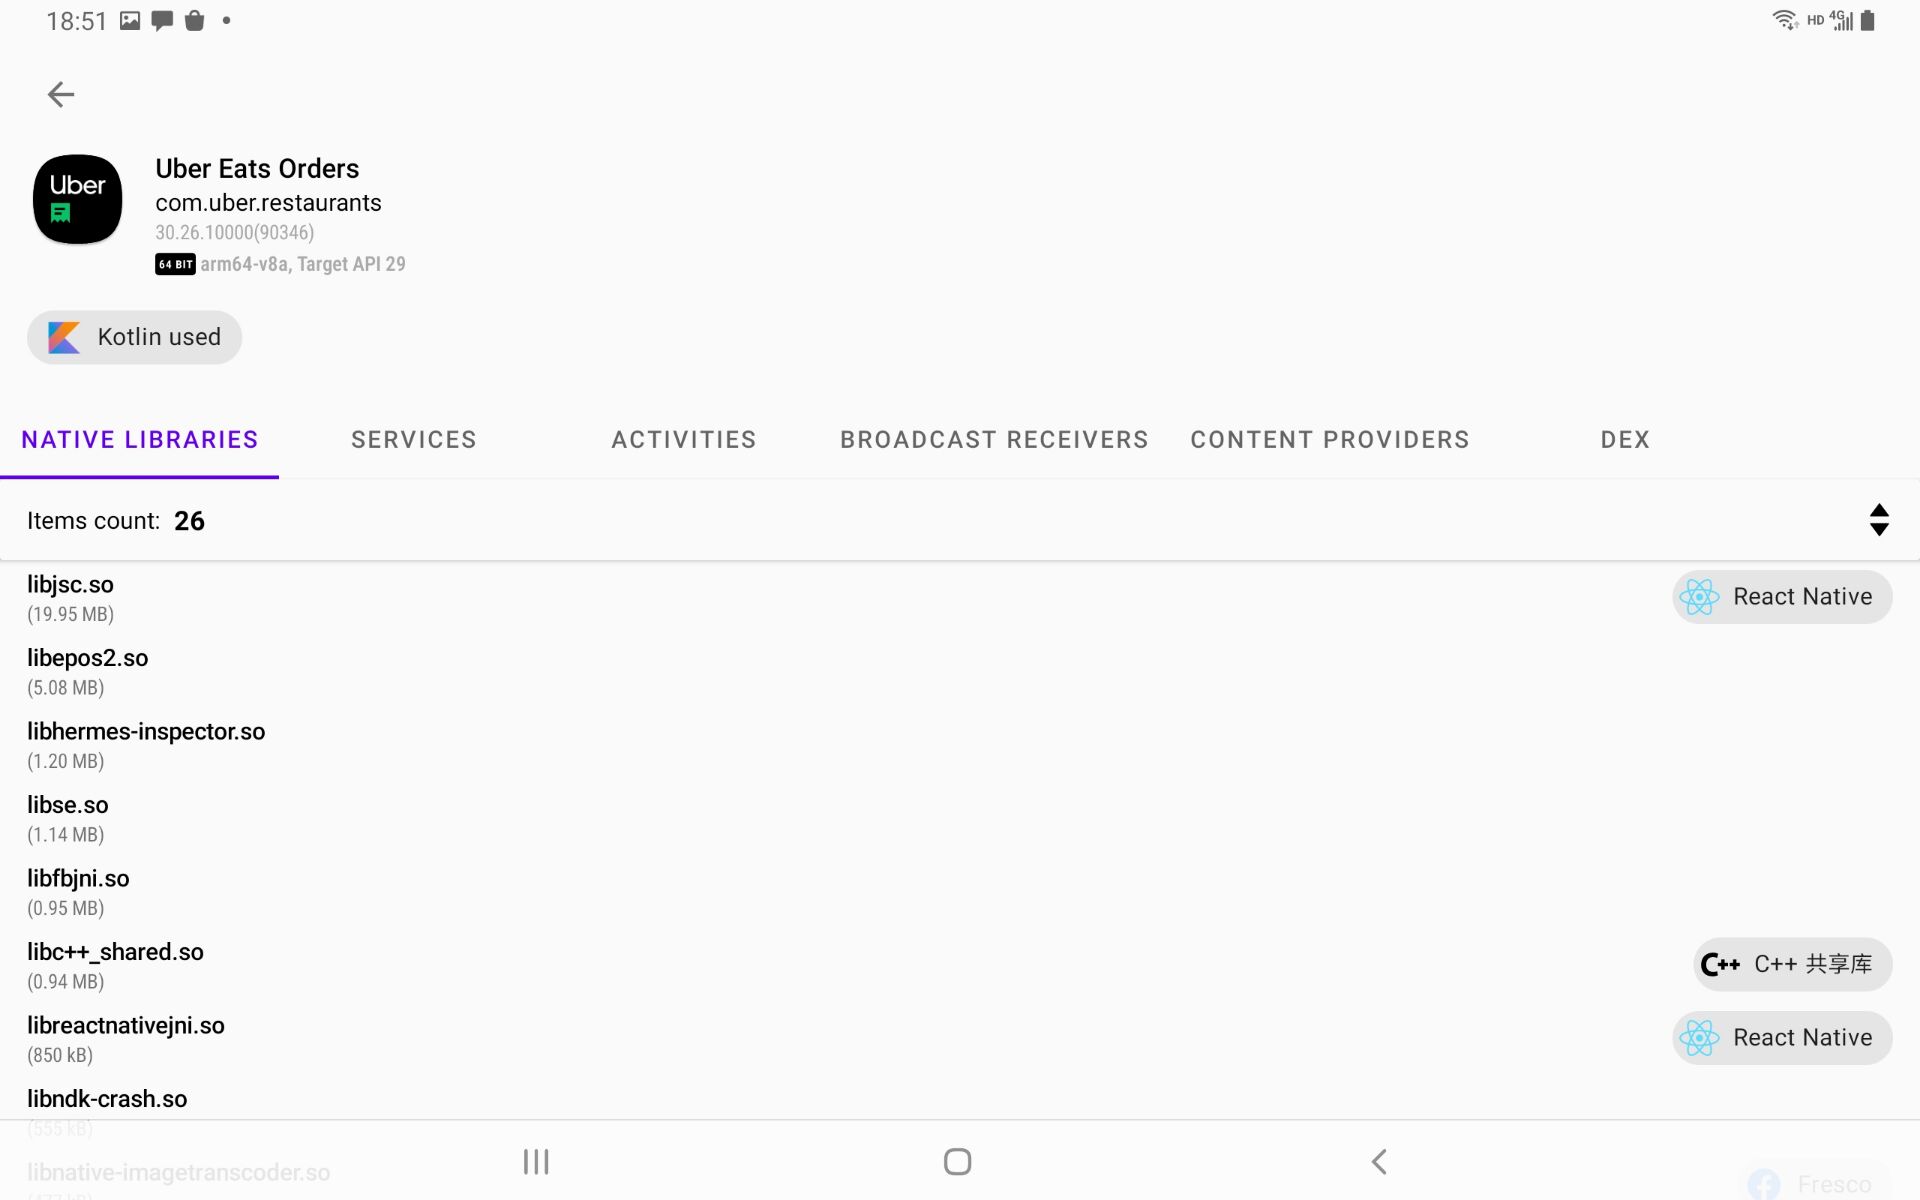 18:51
HD 4G
Uber
Uber Eats Orders
com.uber.restaurants
30.26.10000(90346)
64 BIT arm64-v8a, Target API 29
Kotlin used
NATIVE LIBRARIES SERVICES ACTIVITIES BROADCAST RECEIVERS CONTENT PROVIDERS DEX
Items count: 26
libjsc.so
(19.95 MB)
React Native
libepos2.so
(5.08 MB)
libhermes-inspector.so
(1.20 MB)
libse.so
(1.14 MB)
libfbjni.so
(0.95 MB)
libc++_shared.so
(0.94 MB)
C++ C++ 共享库
libreactnativejni.so
(850 kB)
React Native
libndk-crash.so
(555 kB)
libnative-imagetranscoder.so
Fresco